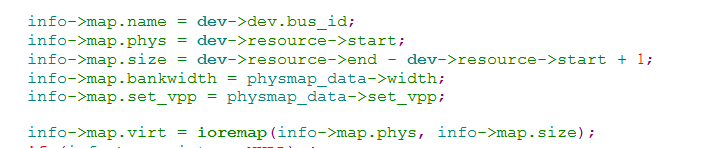 info->map.name = dev->dev.bus_id;
info->map.phys = dev->resource->start;
info->map.size = dev->resource->end - dev->resource->start + 1;
info->map.bankwidth = physmap_data->width;
info->map.set_vpp = physmap_data->set_vpp;
info->map.virt = ioremap(info->map.phys, info->map.size);